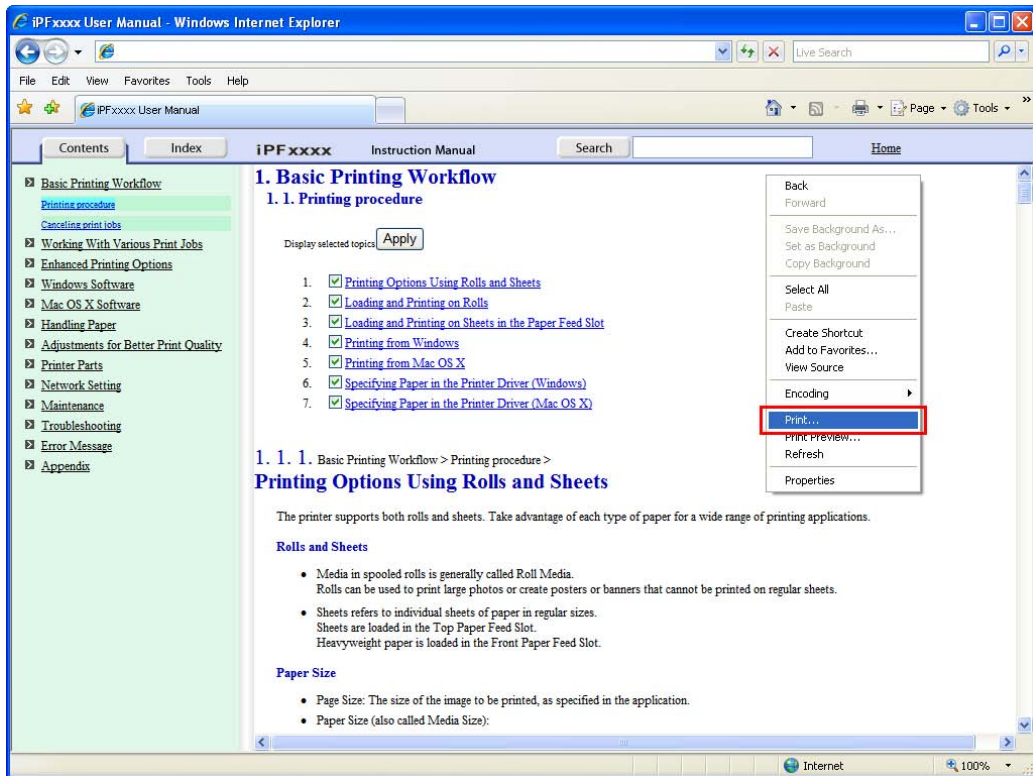 iPFxxxx User Manual - Windows Internet Explorer
Live Search
File Edit View Favorites Tools Help
iPFxxxx User Manual
Page Tools
Contents Index iPFxxxx Instruction Manual Search Home
Basic Printing Workflow
Printing procedure
Canceling print jobs
Working With Various Print Jobs
Enhanced Printing Options
Windows Software
Mac OS X Software
Handling Paper
Adjustments for Better Print Quality
Printer Parts
Network Setting
Maintenance
Troubleshooting
Error Message
Appendix
1. Basic Printing Workflow
1. 1. Printing procedure
Display selected topics Apply
1. Printing Options Using Rolls and Sheets
2. Loading and Printing on Rolls
3. Loading and Printing on Sheets in the Paper Feed Slot
4. Printing from Windows
5. Printing from Mac OS X
6. Specifying Paper in the Printer Driver (Windows)
7. Specifying Paper in the Printer Driver (Mac OS X)
1. 1. 1. Basic Printing Workflow > Printing procedure >
Printing Options Using Rolls and Sheets
The printer supports both rolls and sheets. Take advantage of each type of paper for a wide range of printing applications.
Rolls and Sheets
• Media in spooled rolls is generally called Roll Media.
Rolls can be used to print large photos or create posters or banners that cannot be printed on regular sheets.
• Sheets refers to individual sheets of paper in regular sizes.
Sheets are loaded in the Top Paper Feed Slot.
Heavyweight paper is loaded in the Front Paper Feed Slot.
Paper Size
• Page Size: The size of the image to be printed, as specified in the application.
• Paper Size (also called Media Size):
Back
Forward
Save Background As...
Set as Background
Copy Background
Select All
Paste
Create Shortcut
Add to Favorites...
View Source
Encoding
Print...
Print Preview...
Refresh
Properties
Internet 100%